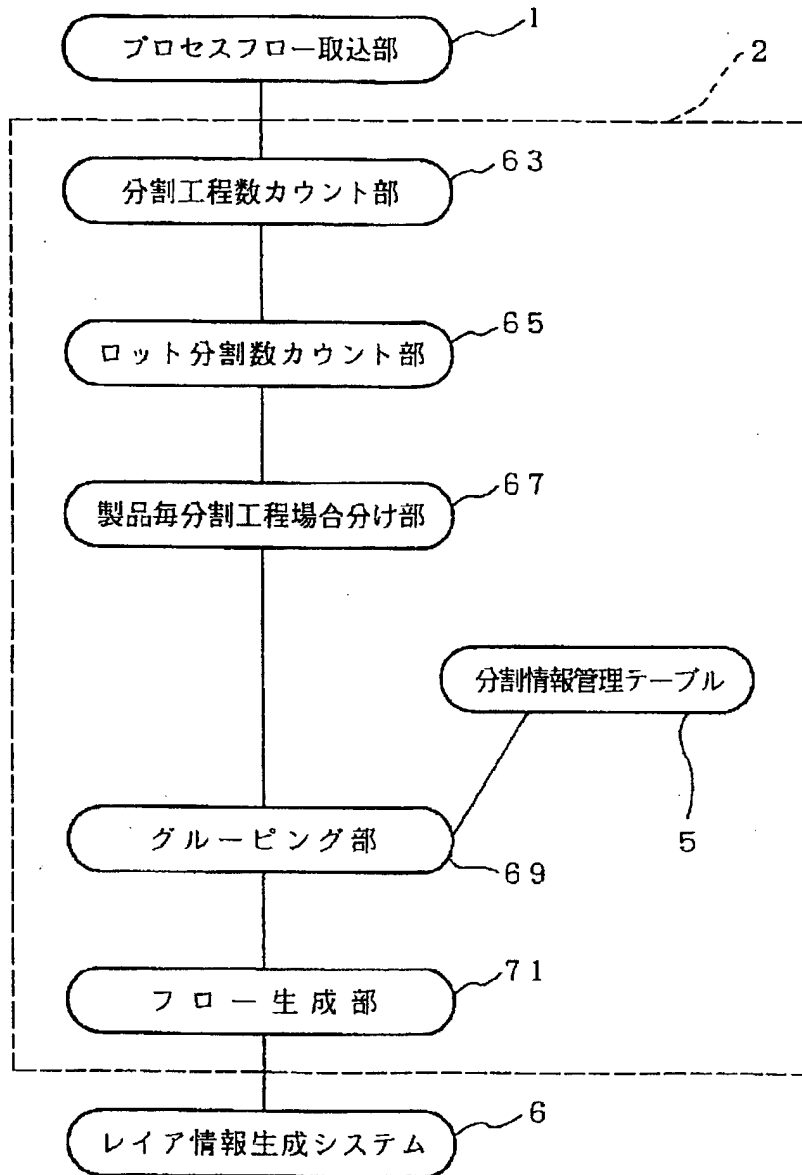 プロセスフロー取込部
1
2
分割工程数カウント部
63
ロット分割数カウント部
65
製品毎分割工程場合分け部
67
分割情報管理テーブル
5
グルーピング部
69
フロー生成部
71
レイア情報生成システム
6